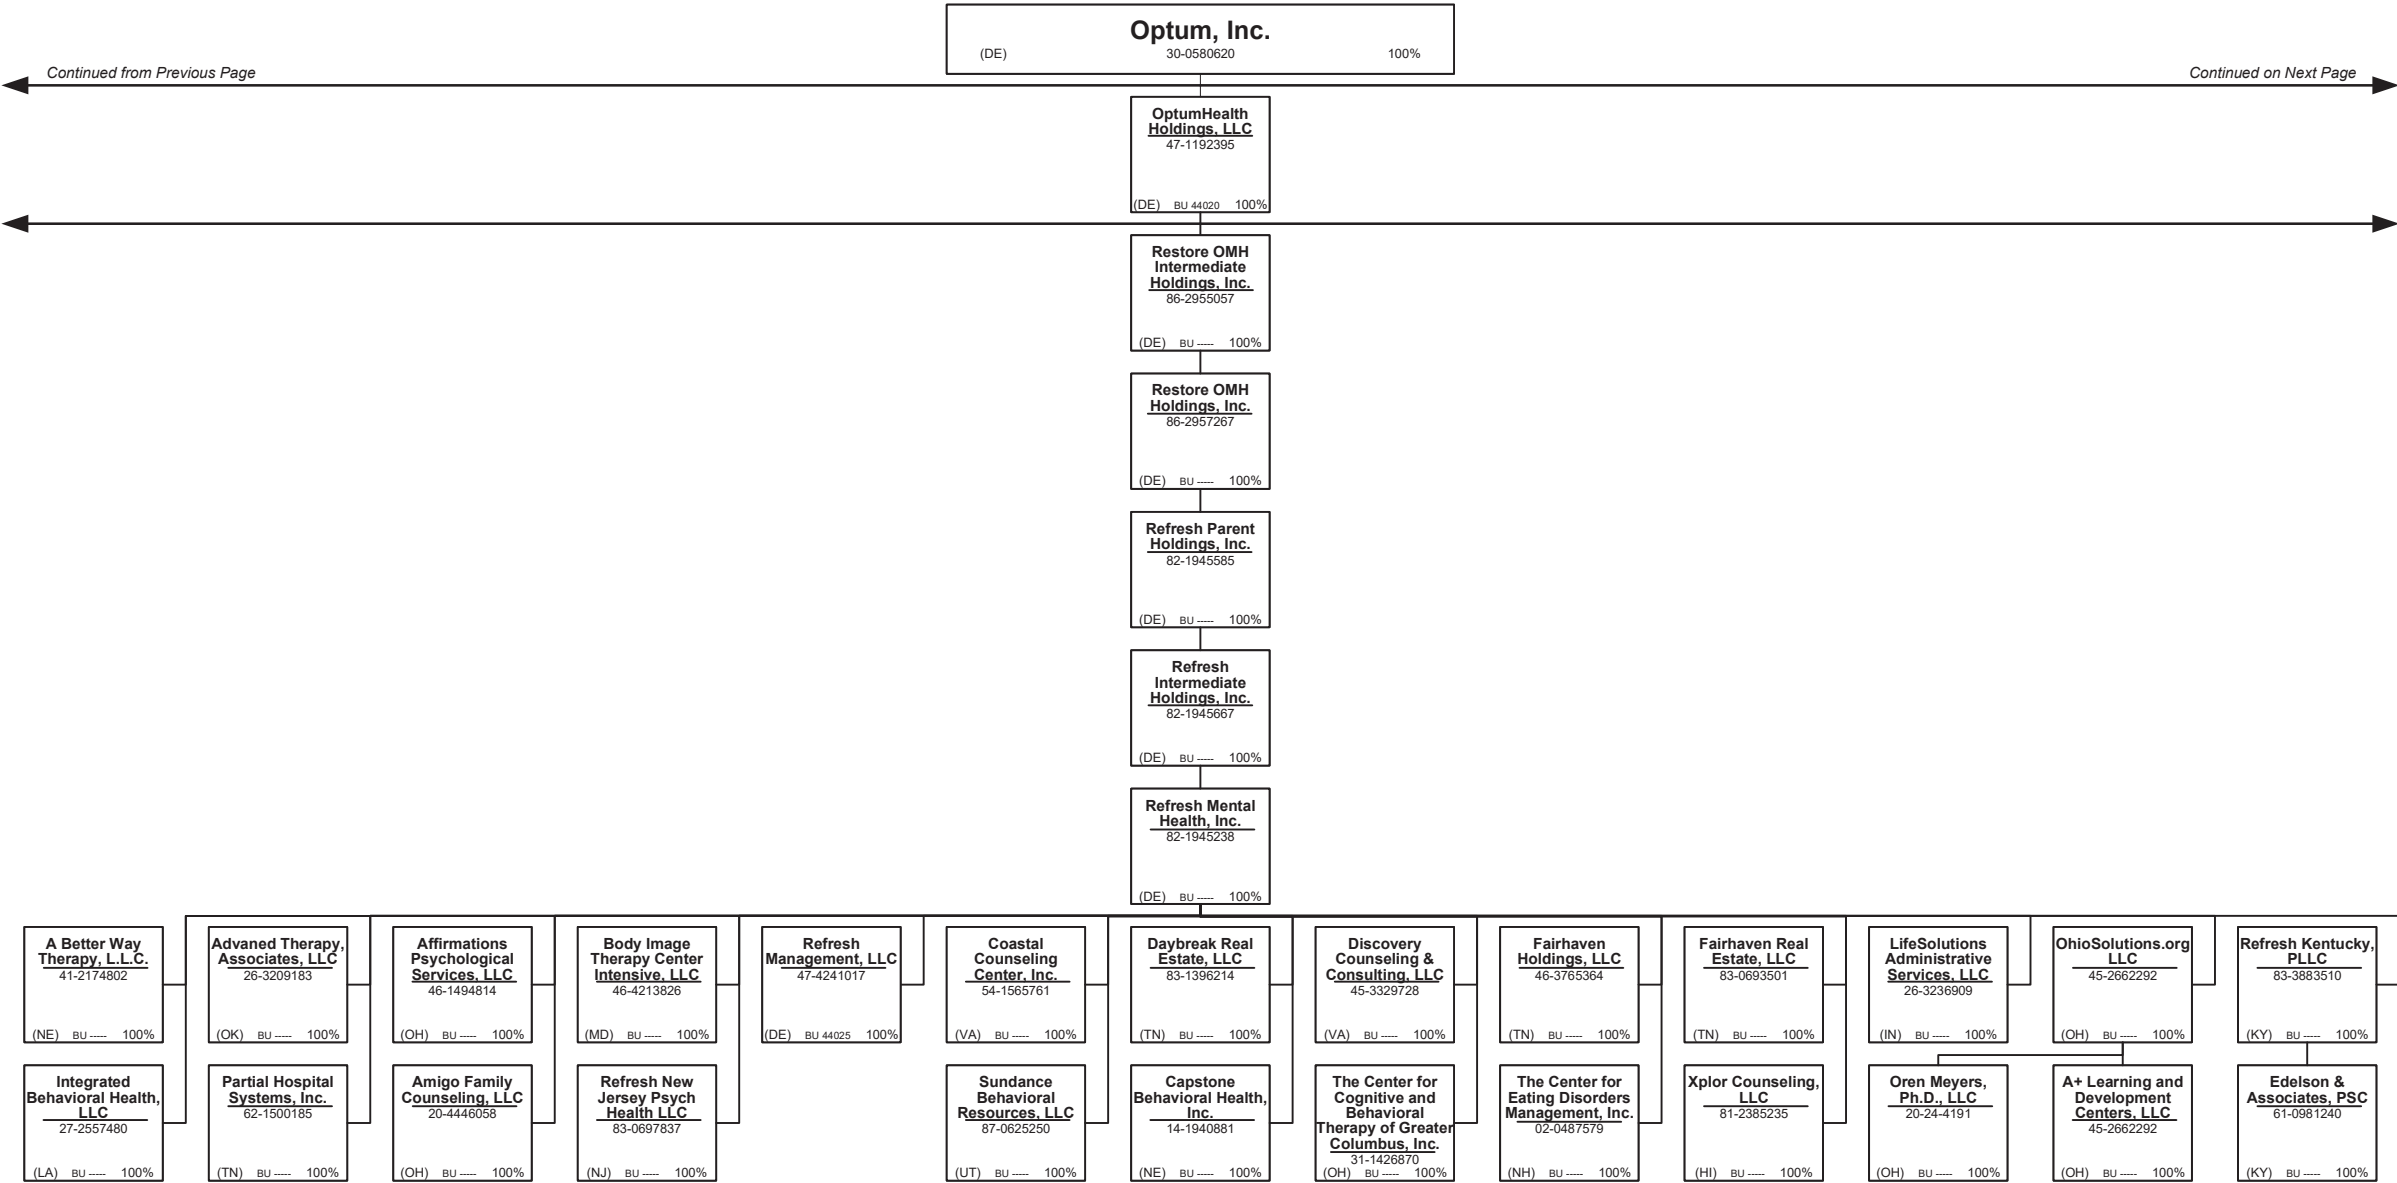 Optum, Inc.
(DE) 30-0580620 100%
Continued from Previous Page
Continued on Next Page
OptumHealth
Holdings, LLC
47-1192395
(DE) BU 44020 100%
Restore OMH
Intermediate
Holdings, Inc.
86-2955057
(DE) BU ----- 100%
Restore OMH
Holdings, Inc.
86-2957267
(DE) BU ----- 100%
Refresh Parent
Holdings, Inc.
82-1945585
(DE) BU ----- 100%
Refresh
Intermediate
Holdings, Inc.
82-1945667
(DE) BU ----- 100%
Refresh Mental
Health, Inc.
82-1945238
(DE) BU ----- 100%
A Better Way
Therapy, L.L.C.
41-2174802
(NE) BU ----- 100%
Advaned Therapy,
Associates, LLC
26-3209183
(OK) BU ----- 100%
Affirmations
Psychological
Services, LLC
46-1494814
(OH) BU ----- 100%
Body Image
Therapy Center
Intensive, LLC
46-4213826
(MD) BU ----- 100%
Refresh
Management, LLC
47-4241017
(DE) BU 44025 100%
Coastal
Counseling
Center, Inc.
54-1565761
(VA) BU ----- 100%
Daybreak Real
Estate, LLC
83-1396214
(TN) BU ----- 100%
Discovery
Counseling &
Consulting, LLC
45-3329728
(VA) BU ----- 100%
Fairhaven
Holdings, LLC
46-3765364
(TN) BU ----- 100%
Fairhaven Real
Estate, LLC
83-0693501
(TN) BU ----- 100%
LifeSolutions
Administrative
Services, LLC
26-3236909
(IN) BU ----- 100%
OhioSolutions.org
LLC
45-2662292
(OH) BU ----- 100%
Refresh Kentucky,
PLLC
83-3883510
(KY) BU ----- 100%
Integrated
Behavioral Health,
LLC
27-2557480
(LA) BU ----- 100%
Partial Hospital
Systems, Inc.
62-1500185
(TN) BU ----- 100%
Amigo Family
Counseling, LLC
20-4446058
(OH) BU ----- 100%
Refresh New
Jersey Psych
Health LLC
83-0697837
(NJ) BU ----- 100%
Sundance
Behavioral
Resources, LLC
87-0625250
(UT) BU ----- 100%
Capstone
Behavioral Health,
Inc.
14-1940881
(NE) BU ----- 100%
The Center for
Cognitive and
Behavioral
Therapy of Greater
Columbus, Inc.
31-1426870
(OH) BU ----- 100%
The Center for
Eating Disorders
Management, Inc.
02-0487579
(NH) BU ----- 100%
Xplor Counseling,
LLC
81-2385235
(HI) BU ----- 100%
Oren Meyers,
Ph.D., LLC
20-24-4191
(OH) BU ----- 100%
A+ Learning and
Development
Centers, LLC
45-2662292
(OH) BU ----- 100%
Edelson &
Associates, PSC
61-0981240
(KY) BU ----- 100%